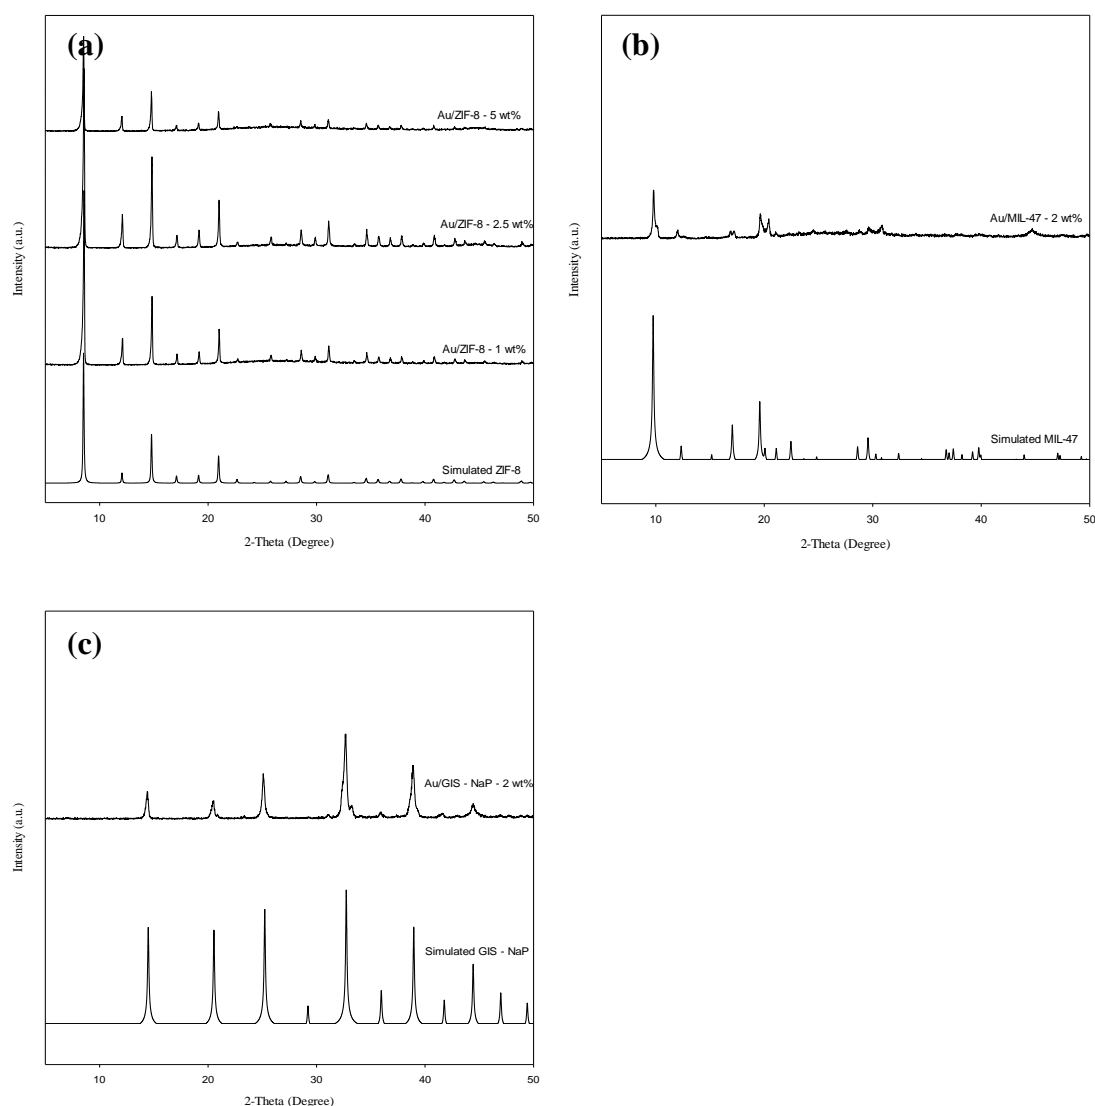 (a)
Au/ZIF-8 - 5 wt%
Au/ZIF-8 - 2.5 wt%
Au/ZIF-8 - 1 wt%
Simulated ZIF-8
Intensity (a.u.)
10 20 30 40 50
2-Theta (Degree)
(b)
Au/MIL-47 - 2 wt%
Simulated MIL-47
Intensity (a.u.)
10 20 30 40 50
2-Theta (Degree)
(c)
Au/GIS - NaP - 2 wt%
Simulated GIS - NaP
Intensity (a.u.)
10 20 30 40 50
2-Theta (Degree)